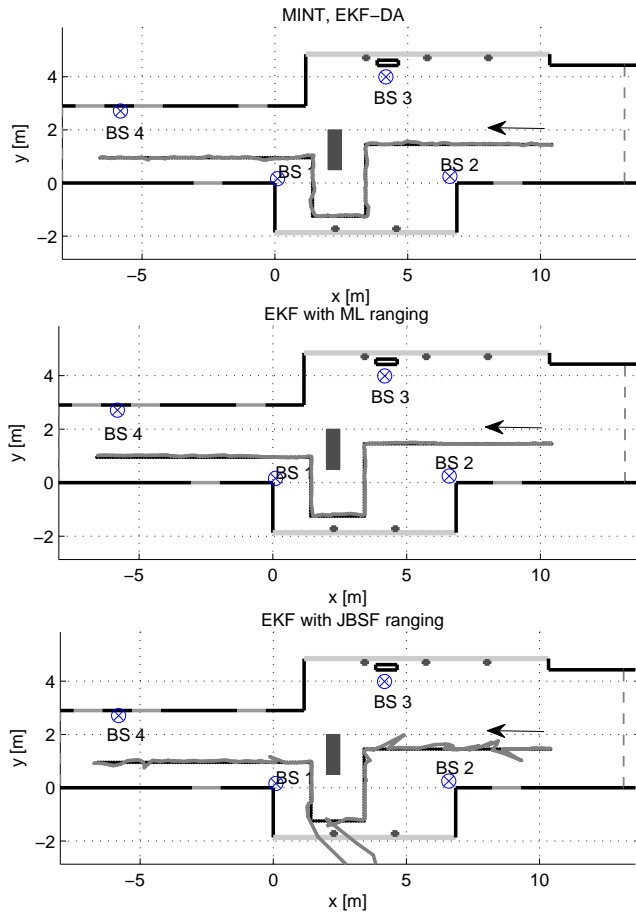 MINT, EKF−DA
4
2
0
−2
y [m]
BS 4
BS 3
BS 1
BS 2
−5
0
5
10
x [m]
EKF with ML ranging
4
2
0
−2
y [m]
BS 4
BS 3
BS 1
BS 2
−5
0
5
10
x [m]
EKF with JBSF ranging
4
2
0
−2
y [m]
BS 4
BS 3
BS 1
BS 2
−5
0
5
10
x [m]